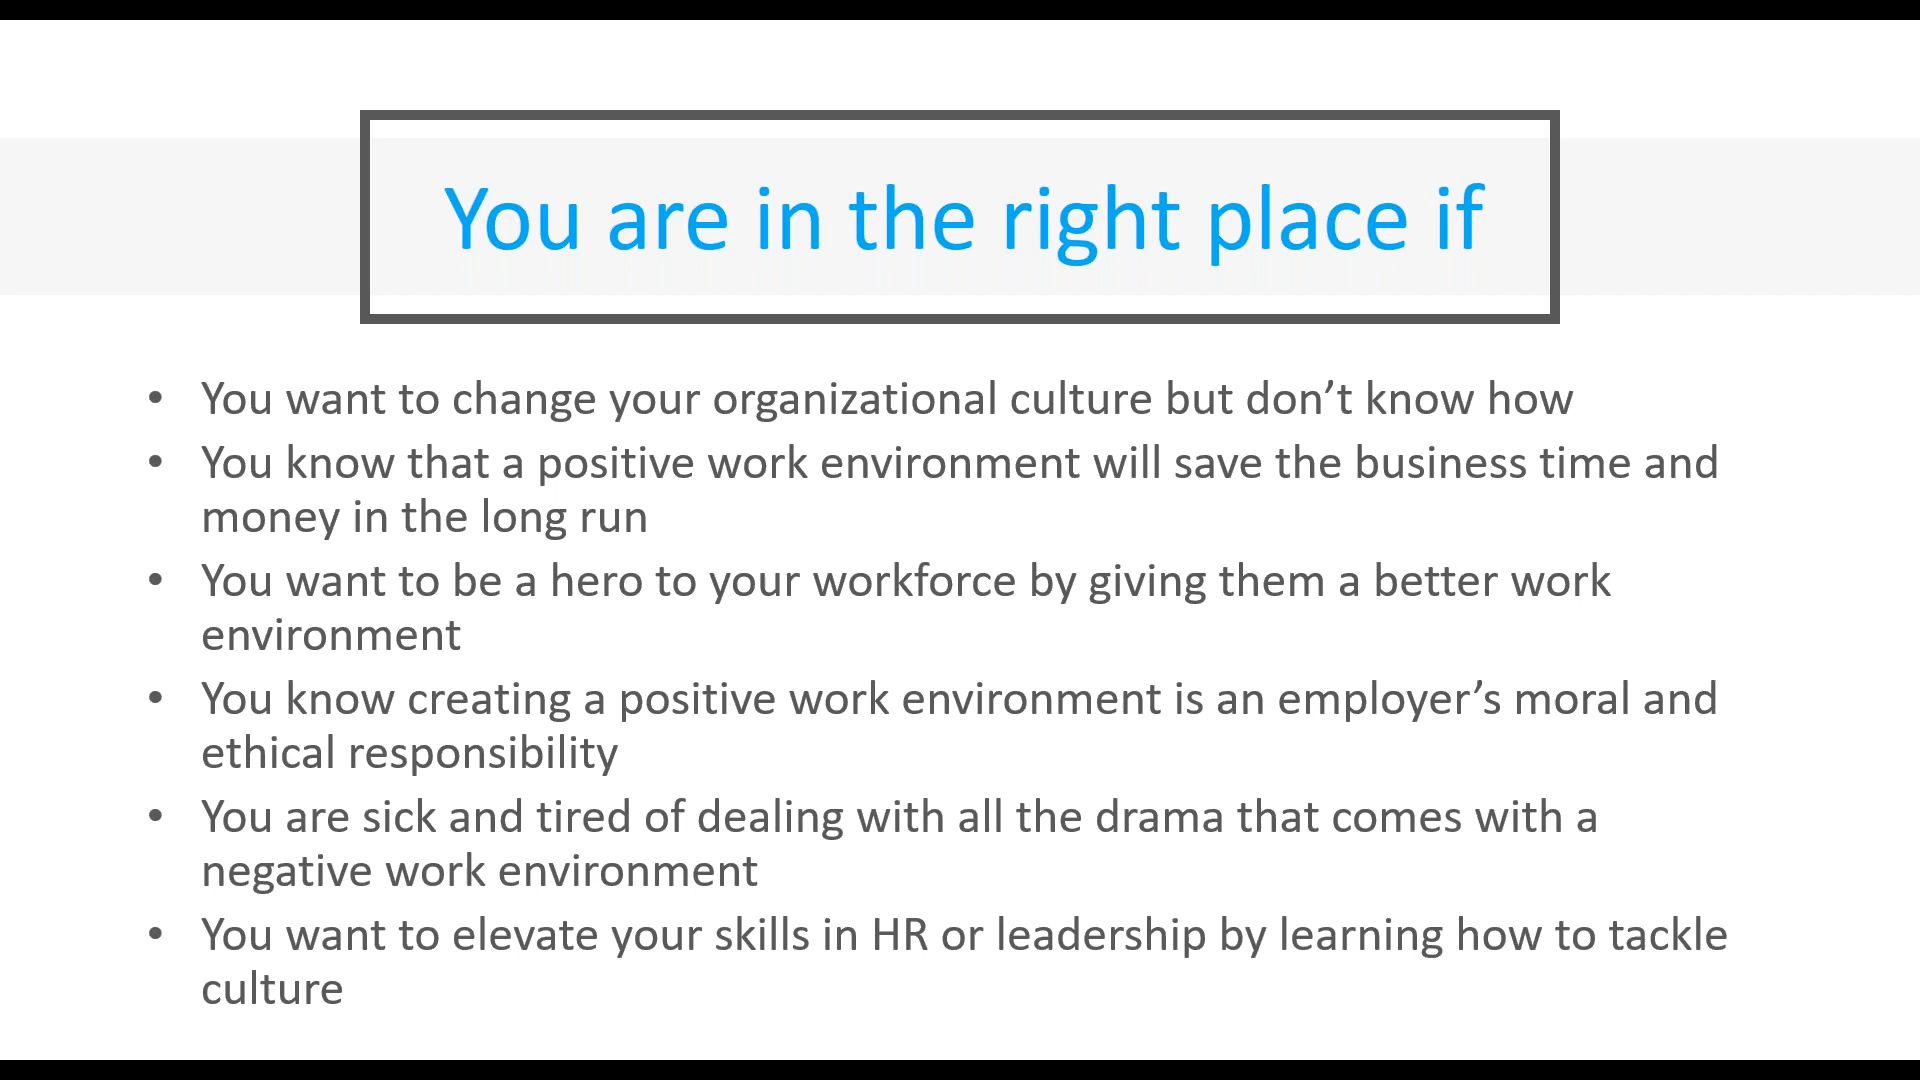 You are in the right place if
• You want to change your organizational culture but don’t know how
• You know that a positive work environment will save the business time and
money in the long run
• You want to be a hero to your workforce by giving them a better work
environment
• You know creating a positive work environment is an employer’s moral and
ethical responsibility
• You are sick and tired of dealing with all the drama that comes with a
negative work environment
• You want to elevate your skills in HR or leadership by learning how to tackle
culture